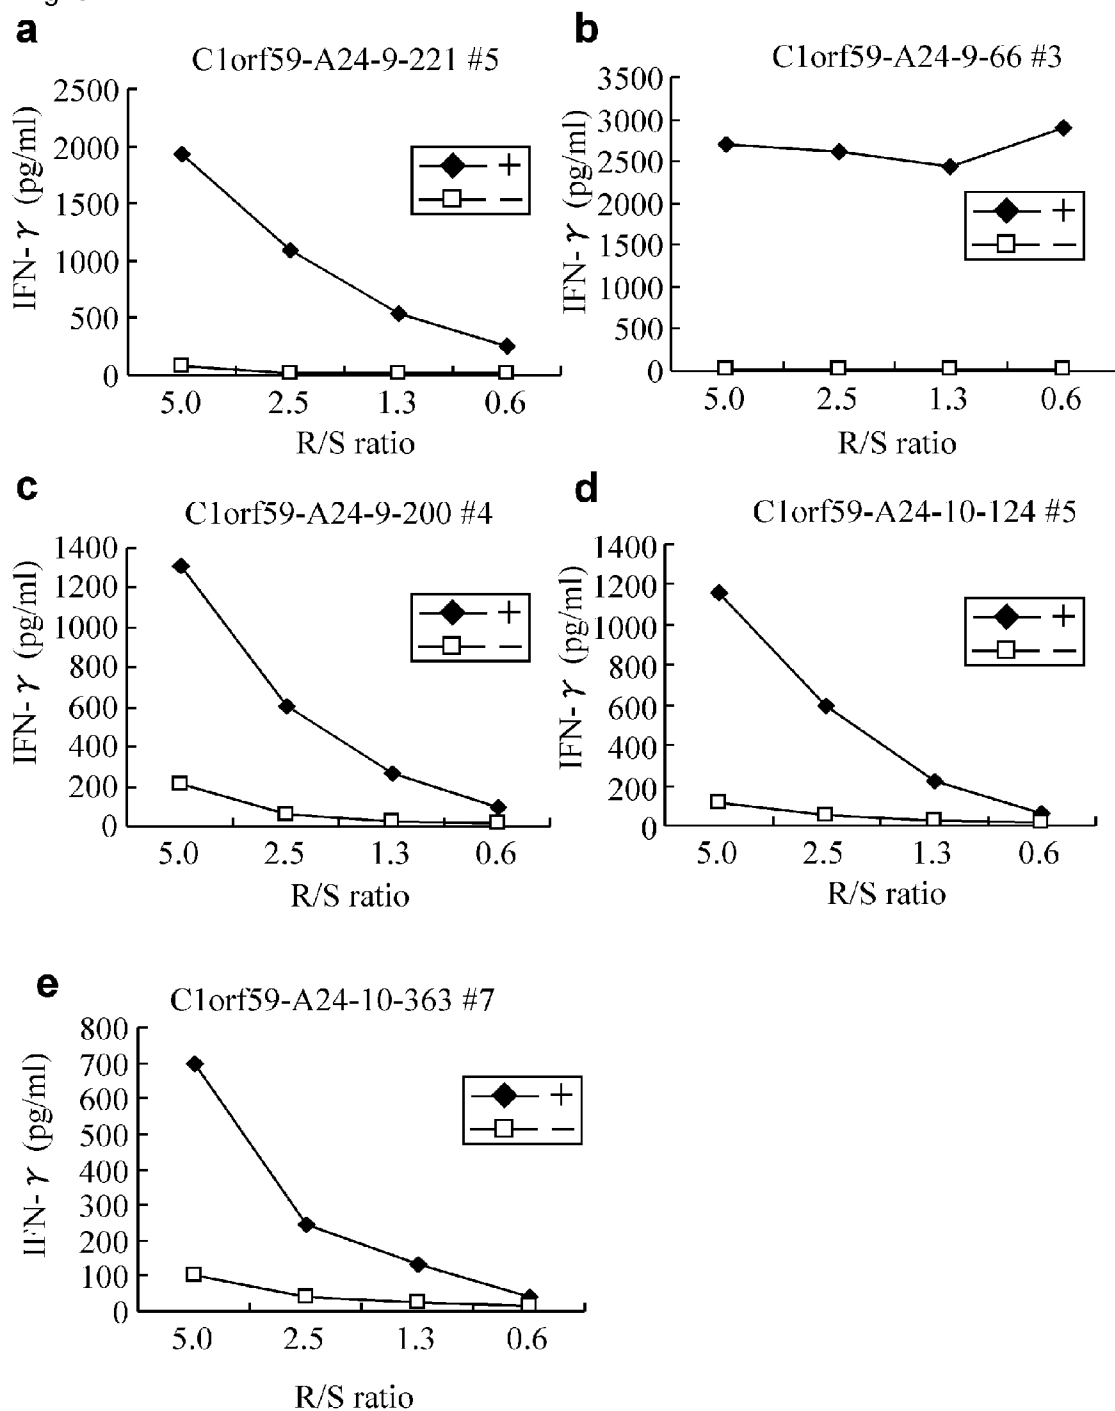 a
C1orf59-A24-9-221 #5
IFN-γ (pg/ml)
2500
2000
1500
1000
500
0
+
−
5.0 2.5 1.3 0.6
R/S ratio
b
C1orf59-A24-9-66 #3
IFN-γ (pg/ml)
3500
3000
2500
2000
1500
1000
500
0
+
−
5.0 2.5 1.3 0.6
R/S ratio
c
C1orf59-A24-9-200 #4
IFN-γ (pg/ml)
1400
1200
1000
800
600
400
200
0
+
−
5.0 2.5 1.3 0.6
R/S ratio
d
C1orf59-A24-10-124 #5
IFN-γ (pg/ml)
1400
1200
1000
800
600
400
200
0
+
−
5.0 2.5 1.3 0.6
R/S ratio
e
C1orf59-A24-10-363 #7
IFN-γ (pg/ml)
800
700
600
500
400
300
200
100
0
+
−
5.0 2.5 1.3 0.6
R/S ratio